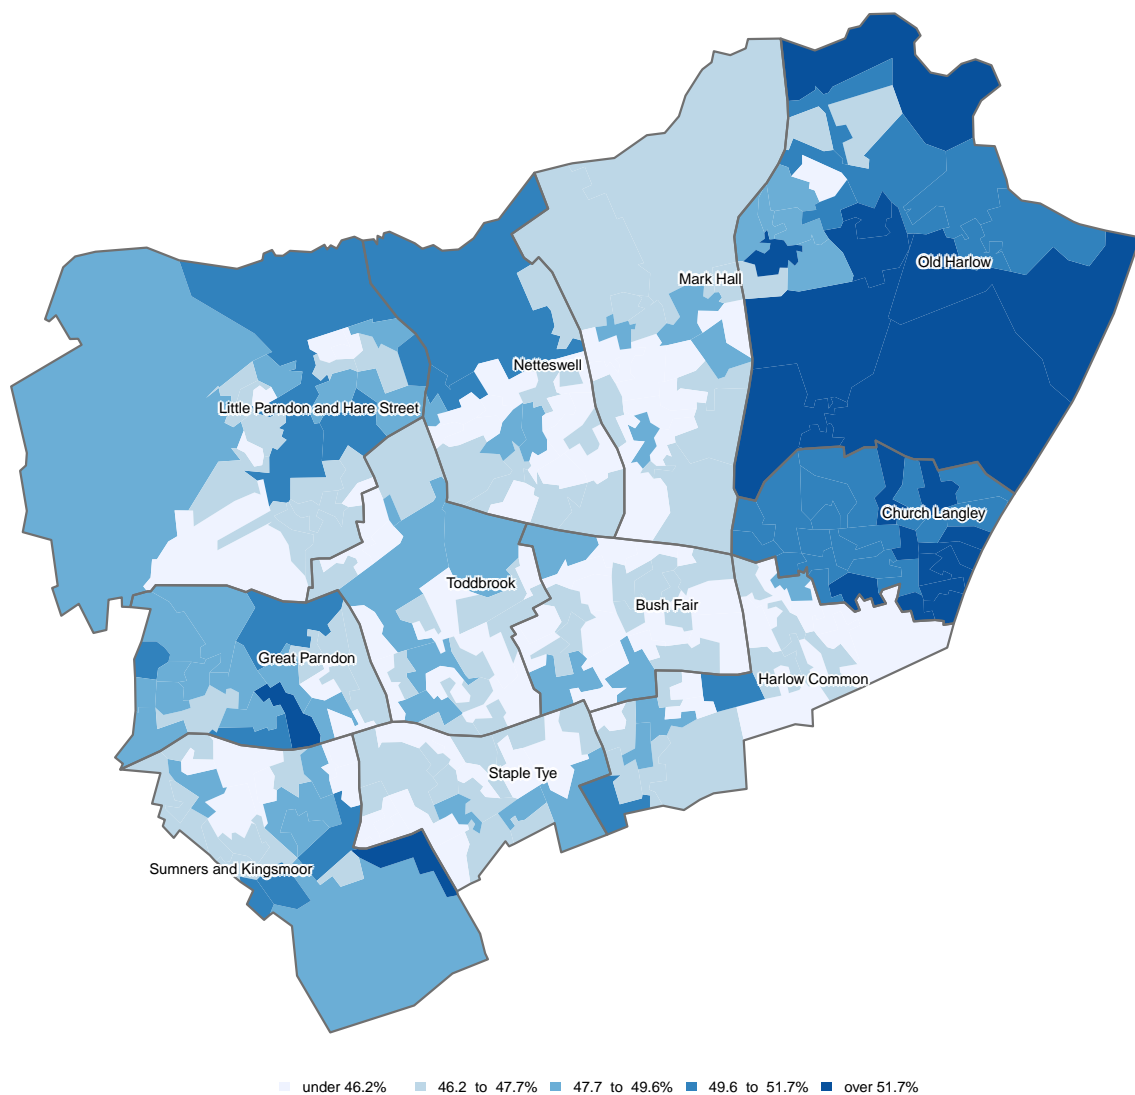 Old Harlow
Mark Hall
Netteswell
Little Parndon and Hare Street
Church Langley
Toddbrook
Bush Fair
Great Parndon
Harlow Common
Staple Tye
Sumners and Kingsmoor
under 46.2% 46.2 to 47.7% 47.7 to 49.6% 49.6 to 51.7% over 51.7%